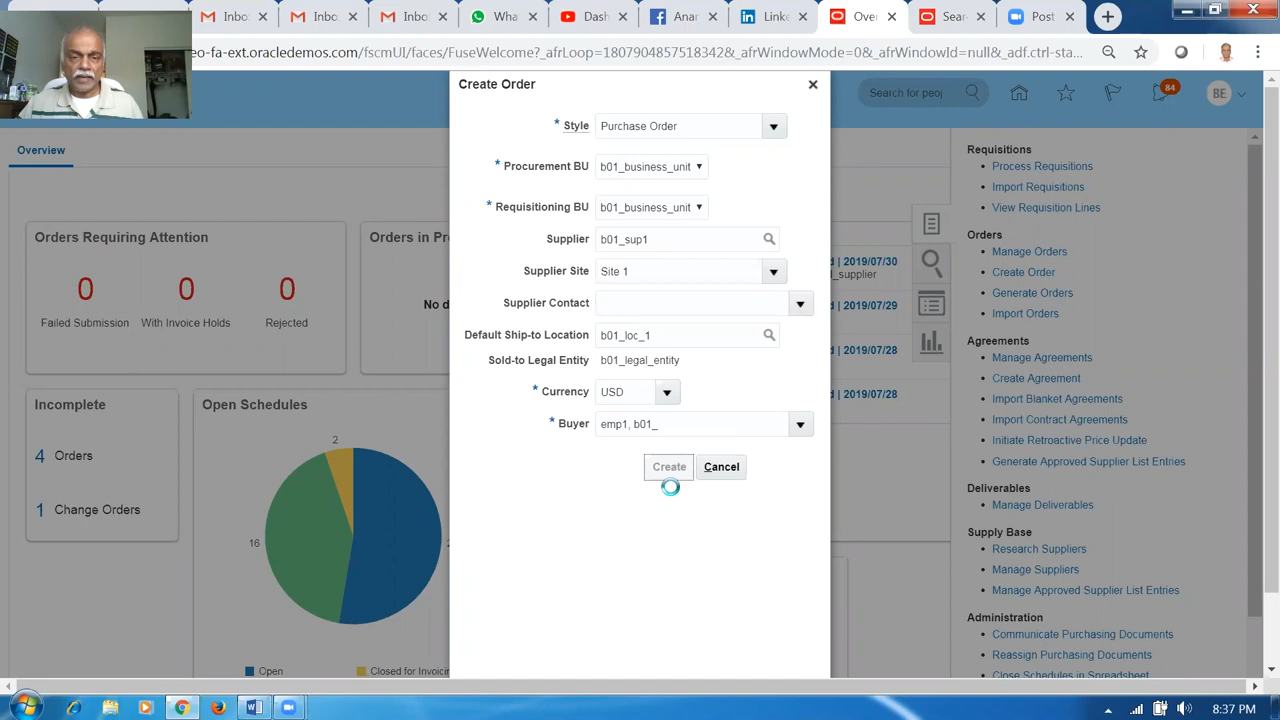 Inbo
Inbo
Inbo
What
Dash
Anar
Linke
Over
Sear
Post
eo-fa-ext.oracledemos.com/fscmUI/faces/FuseWelcome?_afrLoop=18079048575183428&_afrWindowMode=0&_afrWindowId=null&_adf.ctrl-sta...
Search for peop
84
BE
Overview
Orders Requiring Attention
0
0
0
Failed Submission
With Invoice Holds
Rejected
Orders in Pr
No d
Incomplete
4 Orders
1 Change Orders
Open Schedules
2
16
Open
Closed for Invoicin
Create Order
* Style Purchase Order
* Procurement BU b01_business_unit
* Requisitioning BU b01_business_unit
Supplier b01_sup1
Supplier Site Site 1
Supplier Contact
Default Ship-to Location b01_loc_1
Sold-to Legal Entity b01_legal_entity
* Currency USD
* Buyer emp1, b01_
Create
Cancel
d | 2019/07/30
d_supplier
d | 2019/07/29
d | 2019/07/28
d | 2019/07/28
Requisitions
Process Requisitions
Import Requisitions
View Requisition Lines
Orders
Manage Orders
Create Order
Generate Orders
Import Orders
Agreements
Manage Agreements
Create Agreement
Import Blanket Agreements
Import Contract Agreements
Initiate Retroactive Price Update
Generate Approved Supplier List Entries
Deliverables
Manage Deliverables
Supply Base
Research Suppliers
Manage Suppliers
Manage Approved Supplier List Entries
Administration
Communicate Purchasing Documents
Reassign Purchasing Documents
Close Schedules in Spreadsheet
8:37 PM